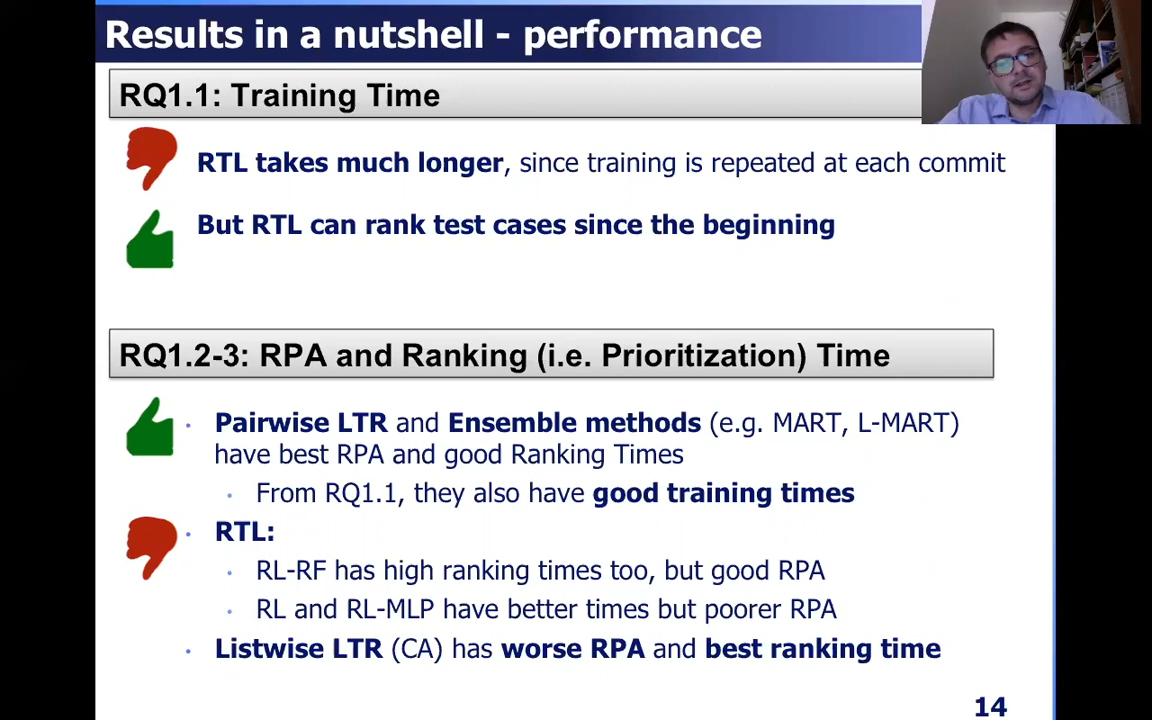 Results in a nutshell - performance
RQ1.1: Training Time
RTL takes much longer, since training is repeated at each commit
But RTL can rank test cases since the beginning
RQ1.2-3: RPA and Ranking (i.e. Prioritization) Time
• Pairwise LTR and Ensemble methods (e.g. MART, L-MART)
have best RPA and good Ranking Times
• From RQ1.1, they also have good training times
• RTL:
• RL-RF has high ranking times too, but good RPA
• RL and RL-MLP have better times but poorer RPA
• Listwise LTR (CA) has worse RPA and best ranking time
14